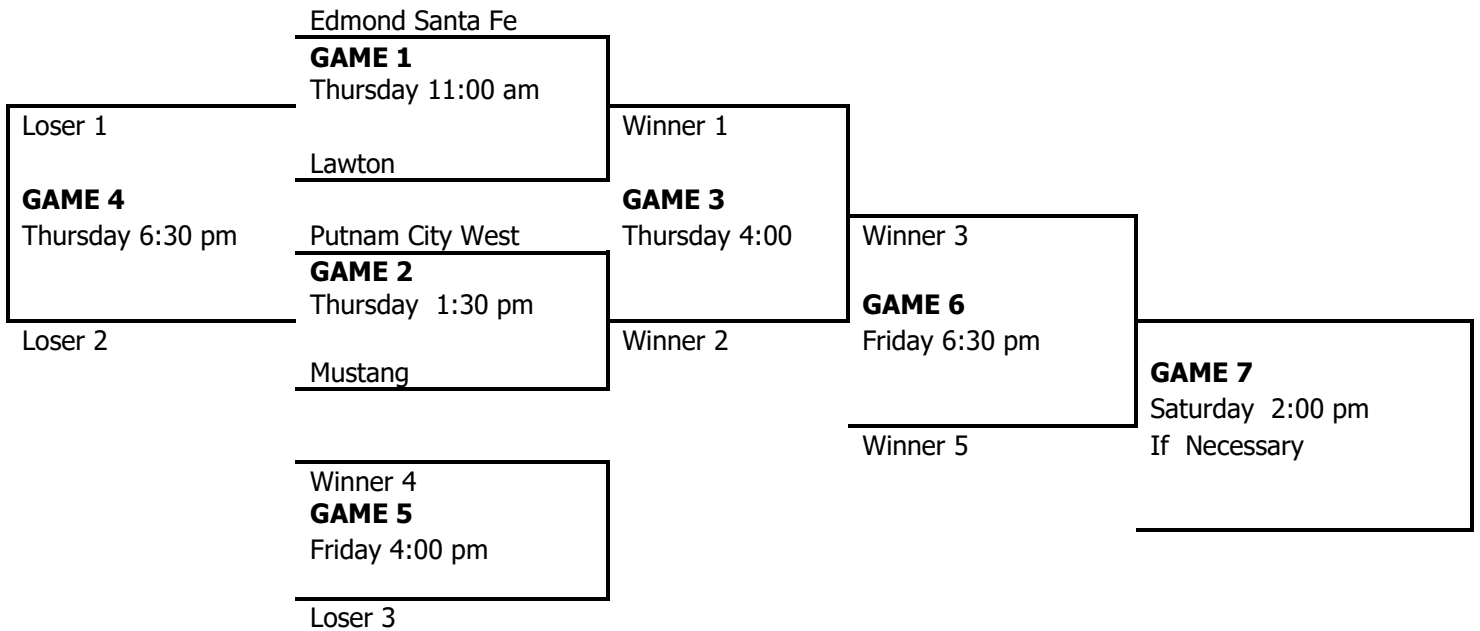 Edmond Santa Fe
GAME 1
Thursday 11:00 am
Loser 1
Winner 1
Lawton
GAME 4
GAME 3
Thursday 6:30 pm
Putnam City West
Thursday 4:00
Winner 3
GAME 2
Thursday 1:30 pm
GAME 6
Loser 2
Winner 2
Friday 6:30 pm
Mustang
GAME 7
Saturday 2:00 pm
Winner 5
If Necessary
Winner 4
GAME 5
Friday 4:00 pm
Loser 3